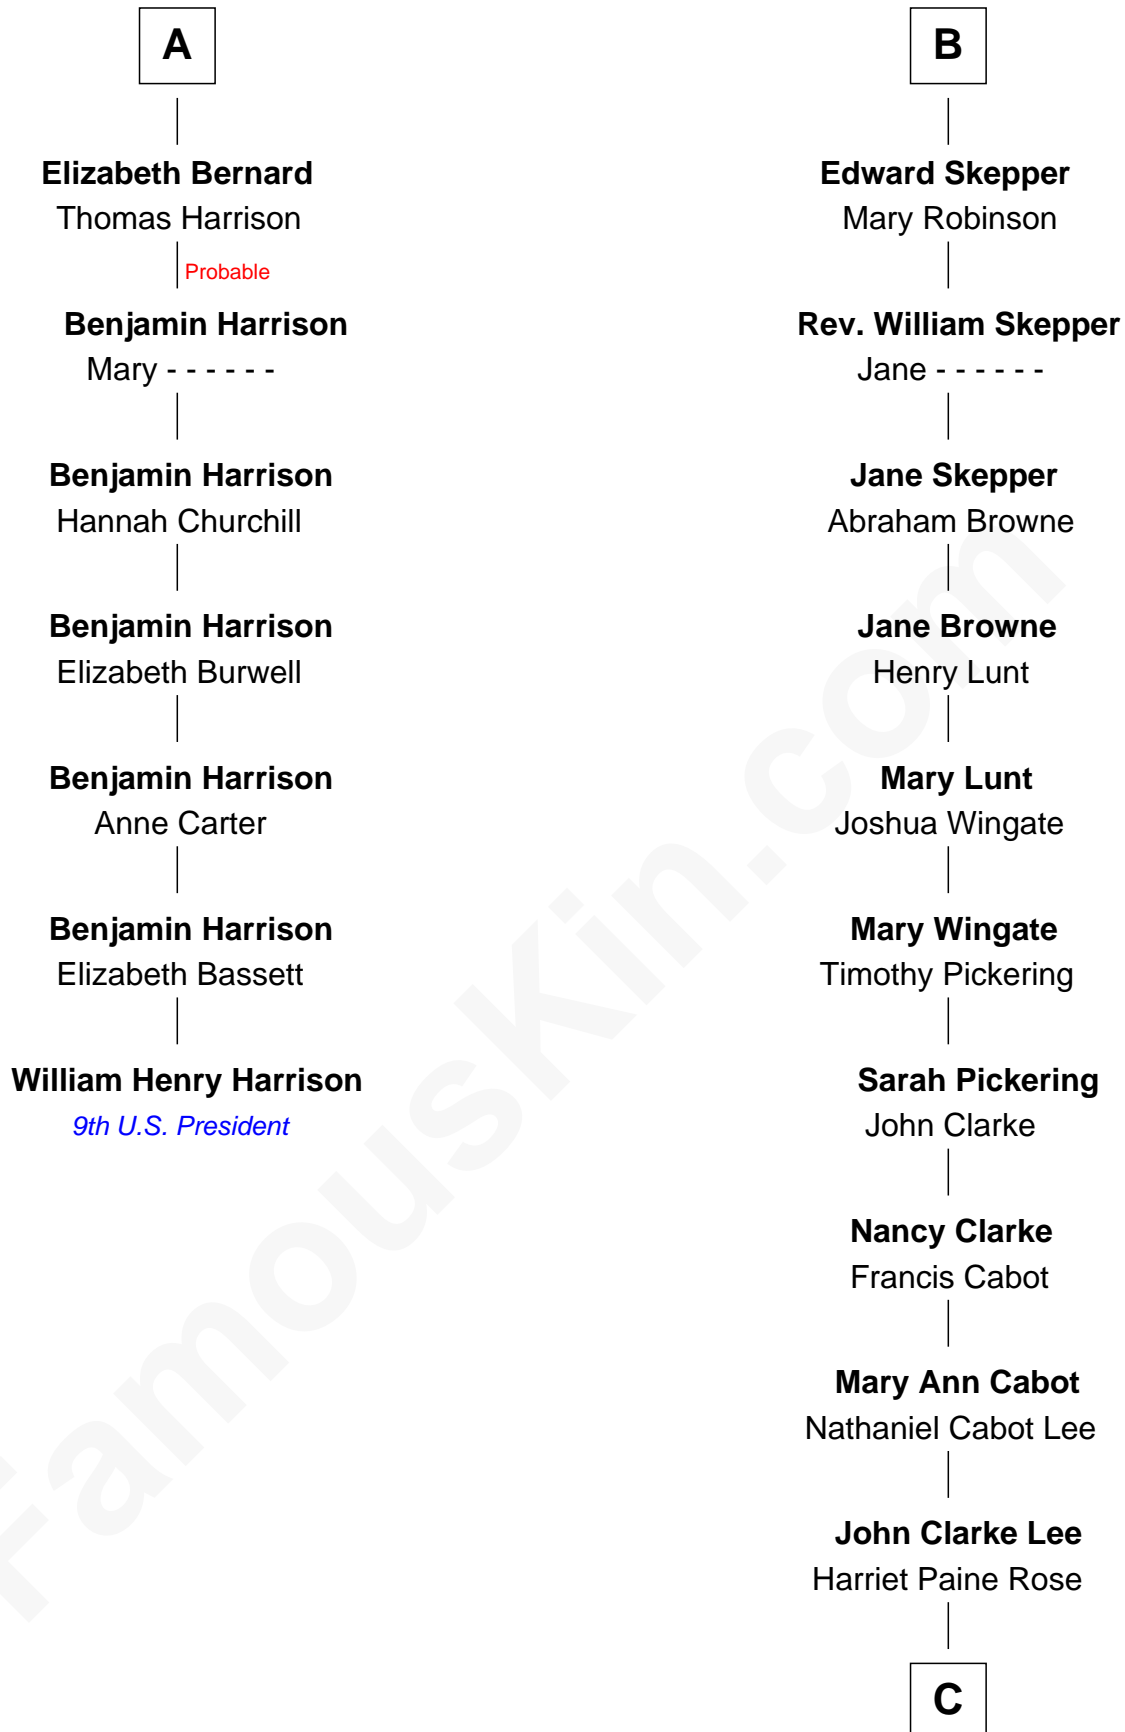 A
Elizabeth Bernard
Thomas Harrison
Probable
Benjamin Harrison
Mary - - - - - -
Benjamin Harrison
Hannah Churchill
Benjamin Harrison
Elizabeth Burwell
Benjamin Harrison
Anne Carter
Benjamin Harrison
Elizabeth Bassett
William Henry Harrison
9th U.S. President
B
Edward Skepper
Mary Robinson
Rev. William Skepper
Jane - - - - - -
Jane Skepper
Abraham Browne
Jane Browne
Henry Lunt
Mary Lunt
Joshua Wingate
Mary Wingate
Timothy Pickering
Sarah Pickering
John Clarke
Nancy Clarke
Francis Cabot
Mary Ann Cabot
Nathaniel Cabot Lee
John Clarke Lee
Harriet Paine Rose
C
FamousKin.com